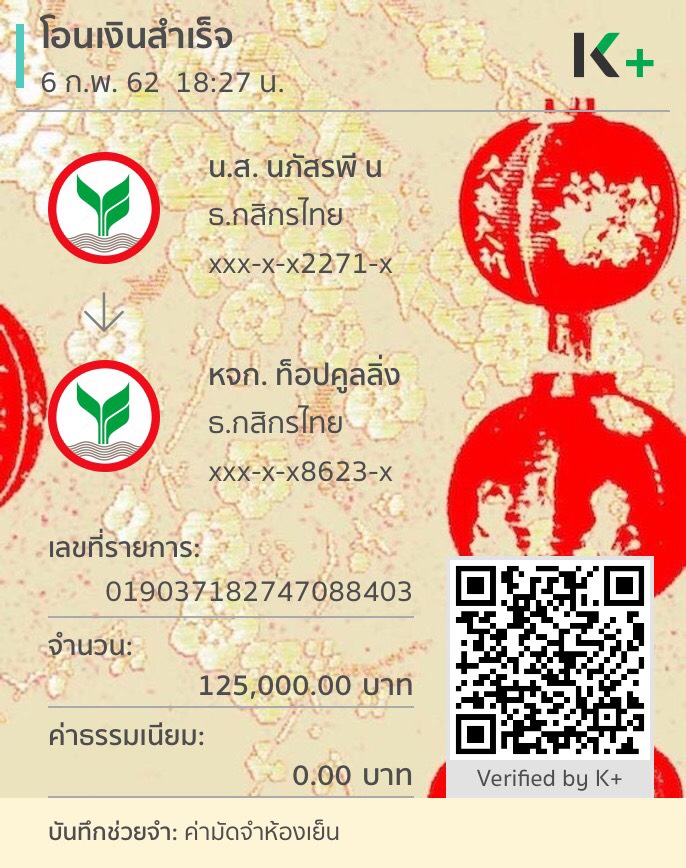 โอนเงินสำเร็จ
6 ก.พ. 62 18:27 น.
K+
น.ส. นภัสรพี น
ธ.กสิกรไทย
xxx-x-x2271-x
หจก. ท็อปคูลลิ่ง
ธ.กสิกรไทย
xxx-x-x8623-x
เลขที่รายการ:
019037182747088403
จำนวน:
125,000.00 บาท
ค่าธรรมเนียม:
0.00 บาท
Verified by K+
บันทึกช่วยจำ: ค่ามัดจำห้องเย็น